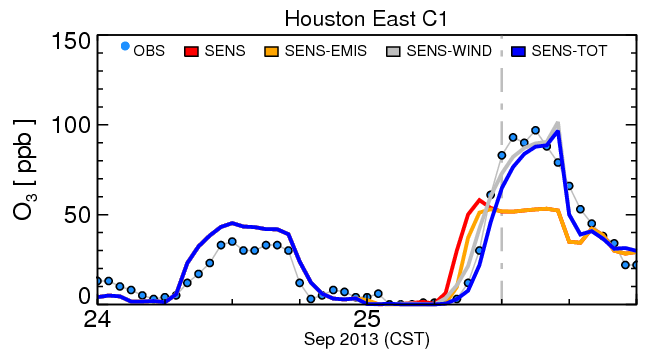 Houston East C1
150
OBS SENS SENS-EMIS SENS-WIND SENS-TOT
100
O3 [ ppb ]
50
0
24 25
Sep 2013 (CST)